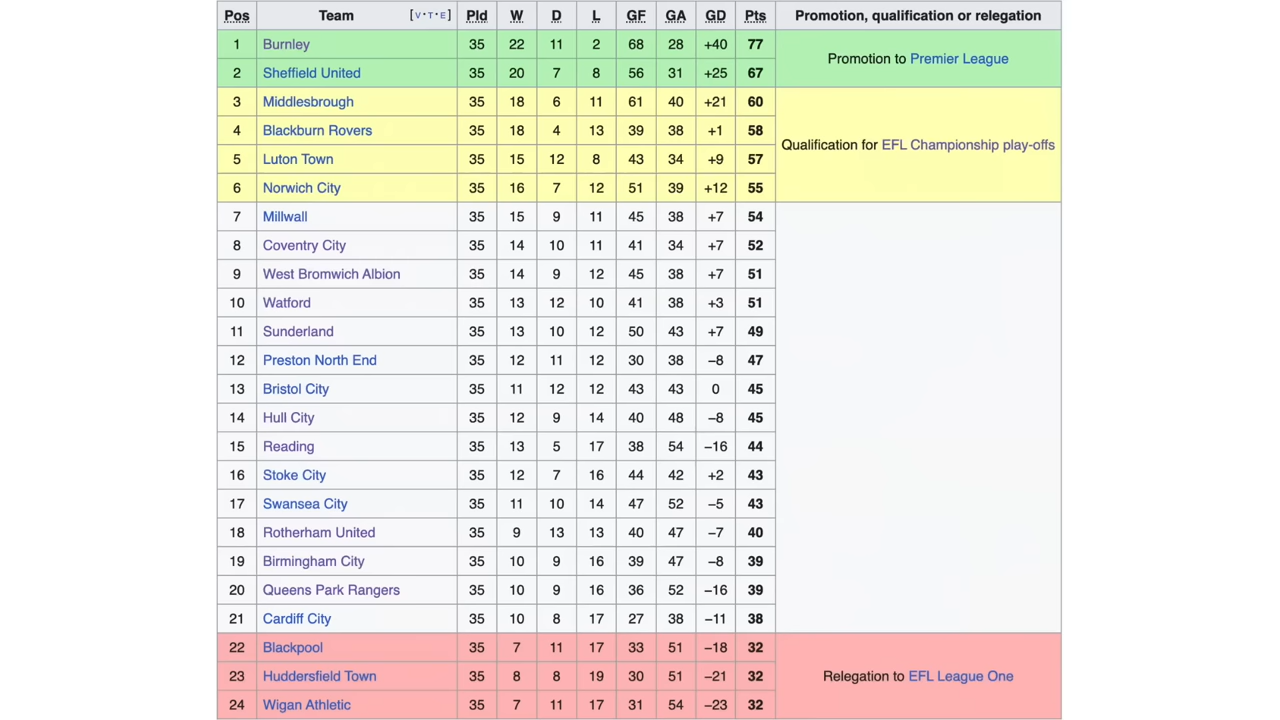 Pos Team [V·T·E] Pld W D L GF GA GD Pts Promotion, qualification or relegation
1 Burnley 35 22 11 2 68 28 +40 77
Promotion to Premier League
2 Sheffield United 35 20 7 8 56 31 +25 67
3 Middlesbrough 35 18 6 11 61 40 +21 60
4 Blackburn Rovers 35 18 4 13 39 38 +1 58
Qualification for EFL Championship play-offs
5 Luton Town 35 15 12 8 43 34 +9 57
6 Norwich City 35 16 7 12 51 39 +12 55
7 Millwall 35 15 9 11 45 38 +7 54
8 Coventry City 35 14 10 11 41 34 +7 52
9 West Bromwich Albion 35 14 9 12 45 38 +7 51
10 Watford 35 13 12 10 41 38 +3 51
11 Sunderland 35 13 10 12 50 43 +7 49
12 Preston North End 35 12 11 12 30 38 −8 47
13 Bristol City 35 11 12 12 43 43 0 45
14 Hull City 35 12 9 14 40 48 −8 45
15 Reading 35 13 5 17 38 54 −16 44
16 Stoke City 35 12 7 16 44 42 +2 43
17 Swansea City 35 11 10 14 47 52 −5 43
18 Rotherham United 35 9 13 13 40 47 −7 40
19 Birmingham City 35 10 9 16 39 47 −8 39
20 Queens Park Rangers 35 10 9 16 36 52 −16 39
21 Cardiff City 35 10 8 17 27 38 −11 38
22 Blackpool 35 7 11 17 33 51 −18 32
23 Huddersfield Town 35 8 8 19 30 51 −21 32 Relegation to EFL League One
24 Wigan Athletic 35 7 11 17 31 54 −23 32